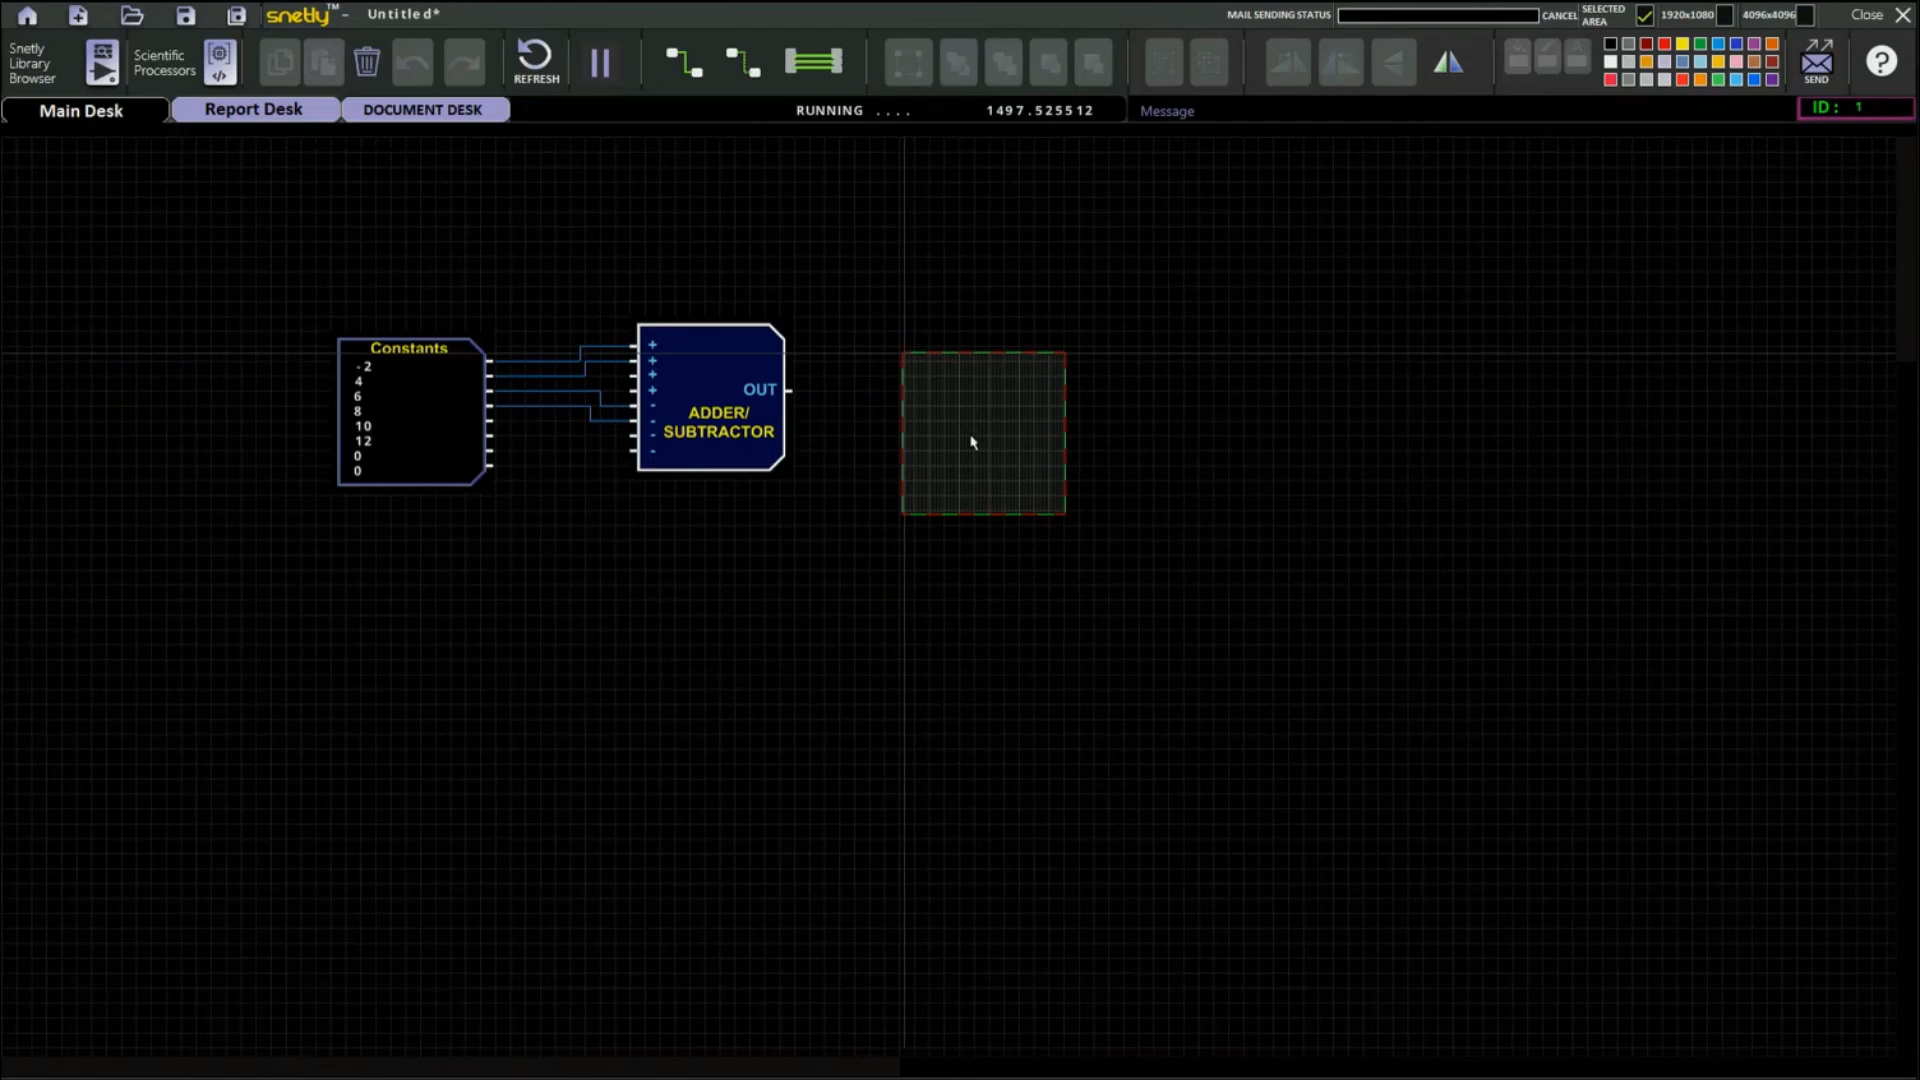 snetly™ - Untitled*
MAIL SENDING STATUS
CANCEL
SELECTED
AREA
1920x1080
4096x4096
Close
Snetly
Library
Browser
Scientific
Processors
REFRESH
SEND
?
Main Desk
Report Desk
DOCUMENT DESK
RUNNING ....
1497.525512
Message
ID: 1
Constants
-2
4
6
8
10
12
0
0
+
+
+
+
-
-
-
-
OUT
ADDER/
SUBTRACTOR